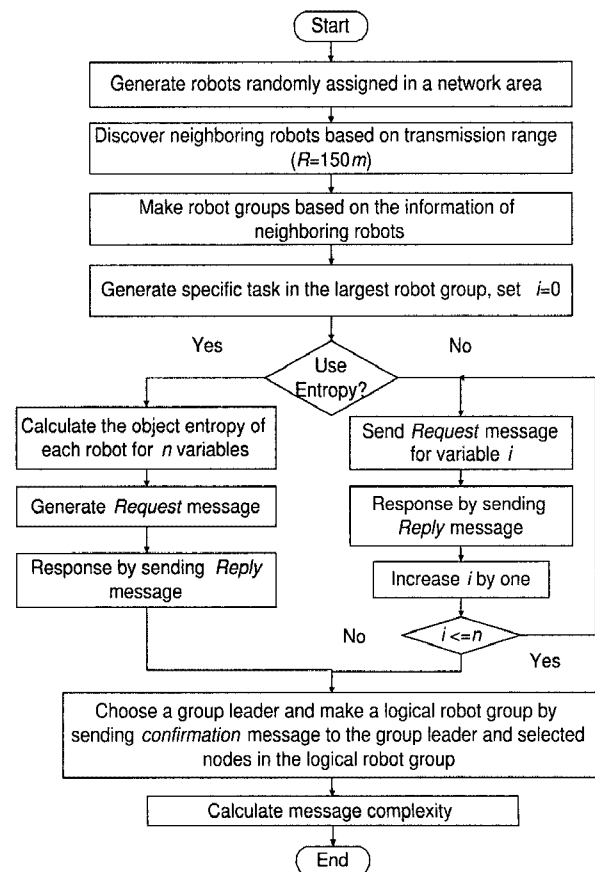 Start
Generate robots randomly assigned in a network area
Discover neighboring robots based on transmission range
(R=150m)
Make robot groups based on the information of
neighboring robots
Generate specific task in the largest robot group, set i=0
Yes
No
Use
Entropy?
Calculate the object entropy of
each robot for n variables
Generate Request message
Response by sending Reply
message
Send Request message
for variable i
Response by sending
Reply message
Increase i by one
i <=n
No
Yes
Choose a group leader and make a logical robot group by
sending confirmation message to the group leader and selected
nodes in the logical robot group
Calculate message complexity
End